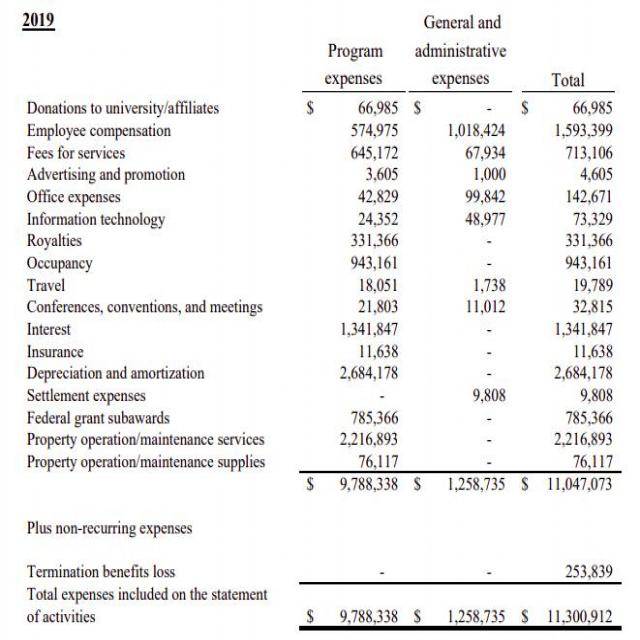 2019
General and
Program administrative
expenses expenses Total
Donations to university/affiliates $ 66,985 $ - $ 66,985
Employee compensation 574,975 1,018,424 1,593,399
Fees for services 645,172 67,934 713,106
Advertising and promotion 3,605 1,000 4,605
Office expenses 42,829 99,842 142,671
Information technology 24,352 48,977 73,329
Royalties 331,366 - 331,366
Occupancy 943,161 - 943,161
Travel 18,051 1,738 19,789
Conferences, conventions, and meetings 21,803 11,012 32,815
Interest 1,341,847 - 1,341,847
Insurance 11,638 - 11,638
Depreciation and amortization 2,684,178 - 2,684,178
Settlement expenses - 9,808 9,808
Federal grant subawards 785,366 - 785,366
Property operation/maintenance services 2,216,893 - 2,216,893
Property operation/maintenance supplies 76,117 - 76,117
$ 9,788,338 $ 1,258,735 $ 11,047,073
Plus non-recurring expenses
Termination benefits loss - - 253,839
Total expenses included on the statement
of activities $ 9,788,338 $ 1,258,735 $ 11,300,912